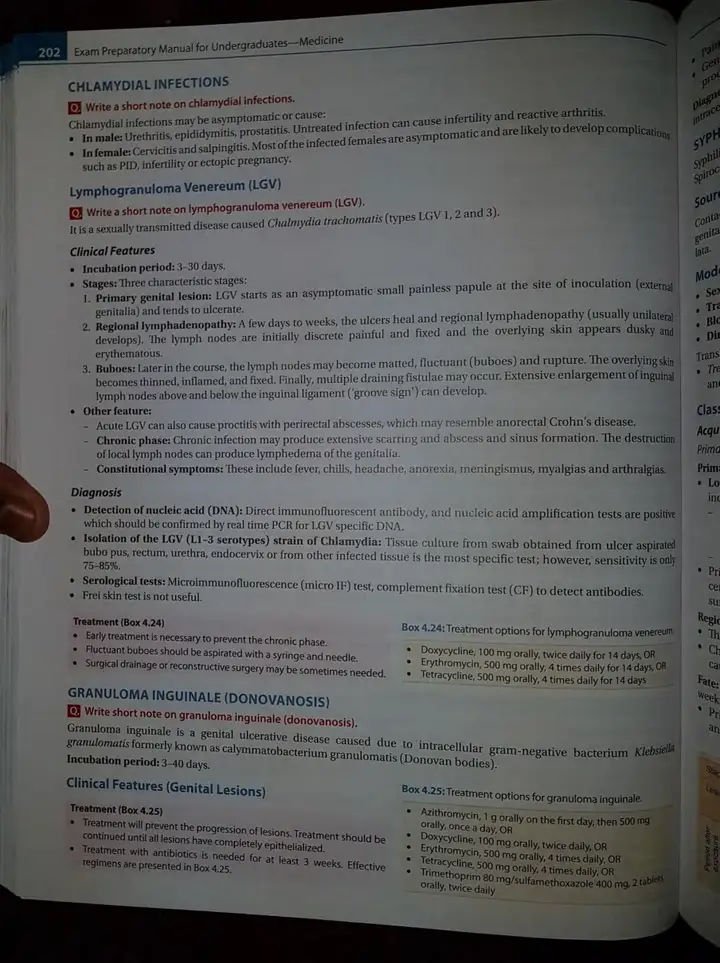 202 Exam Preparatory Manual for Undergraduates—Medicine
CHLAMYDIAL INFECTIONS
Q. Write a short note on chlamydial infections.
Chlamydial infections may be asymptomatic or cause:
• In male: Urethritis, epididymitis, prostatitis. Untreated infection can cause infertility and reactive arthritis.
• In female: Cervicitis and salpingitis. Most of the infected females are asymptomatic and are likely to develop complications
such as PID, infertility or ectopic pregnancy.
Lymphogranuloma Venereum (LGV)
Q. Write a short note on lymphogranuloma venereum (LGV).
It is a sexually transmitted disease caused Chalmydia trachomatis (types LGV 1, 2 and 3).
Clinical Features
• Incubation period: 3–30 days.
• Stages: Three characteristic stages:
1. Primary genital lesion: LGV starts as an asymptomatic small painless papule at the site of inoculation (external
genitalia) and tends to ulcerate.
2. Regional lymphadenopathy: A few days to weeks, the ulcers heal and regional lymphadenopathy (usually unilateral
develops). The lymph nodes are initially discrete painful and fixed and the overlying skin appears dusky and
erythematous.
3. Buboes: Later in the course, the lymph nodes may become matted, fluctuant (buboes) and rupture. The overlying skin
becomes thinned, inflamed, and fixed. Finally, multiple draining fistulae may occur. Extensive enlargement of inguinal
lymph nodes above and below the inguinal ligament ('groove sign') can develop.
• Other feature:
– Acute LGV can also cause proctitis with perirectal abscesses, which may resemble anorectal Crohn's disease.
– Chronic phase: Chronic infection may produce extensive scarring and abscess and sinus formation. The destruction
of local lymph nodes can produce lymphedema of the genitalia.
– Constitutional symptoms: These include fever, chills, headache, anorexia, meningismus, myalgias and arthralgias.
Diagnosis
• Detection of nucleic acid (DNA): Direct immunofluorescent antibody, and nucleic acid amplification tests are positive
which should be confirmed by real time PCR for LGV specific DNA.
• Isolation of the LGV (L1–3 serotypes) strain of Chlamydia: Tissue culture from swab obtained from ulcer aspirated
bubo pus, rectum, urethra, endocervix or from other infected tissue is the most specific test; however, sensitivity is only
75–85%.
• Serological tests: Microimmunofluorescence (micro IF) test, complement fixation test (CF) to detect antibodies.
• Frei skin test is not useful.
Treatment (Box 4.24)
• Early treatment is necessary to prevent the chronic phase.
• Fluctuant buboes should be aspirated with a syringe and needle.
• Surgical drainage or reconstructive surgery may be sometimes needed.
Box 4.24: Treatment options for lymphogranuloma venereum
• Doxycycline, 100 mg orally, twice daily for 14 days, OR
• Erythromycin, 500 mg orally, 4 times daily for 14 days, OR
• Tetracycline, 500 mg orally, 4 times daily for 14 days
GRANULOMA INGUINALE (DONOVANOSIS)
Q. Write short note on granuloma inguinale (donovanosis).
Granuloma inguinale is a genital ulcerative disease caused due to intracellular gram-negative bacterium Klebsiella
granulomatis formerly known as calymmatobacterium granulomatis (Donovan bodies).
Incubation period: 3–40 days.
Clinical Features (Genital Lesions)
Treatment (Box 4.25)
• Treatment will prevent the progression of lesions. Treatment should be
continued until all lesions have completely epithelialized.
• Treatment with antibiotics is needed for at least 3 weeks. Effective
regimens are presented in Box 4.25.
Box 4.25: Treatment options for granuloma inguinale.
• Azithromycin, 1 g orally on the first day, then 500 mg
orally, once a day, OR
• Doxycycline, 100 mg orally, twice daily, OR
• Erythromycin, 500 mg orally, 4 times daily, OR
• Tetracycline, 500 mg orally, 4 times daily, OR
• Trimethoprim 80 mg/sulfamethoxazole 400 mg, 2 tablets
orally, twice daily